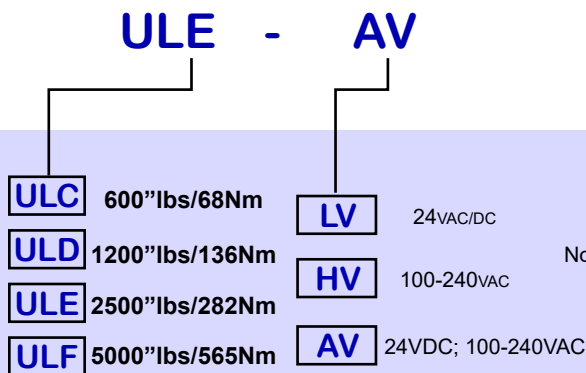 ULE - AV
ULC 600”lbs/68Nm
ULD 1200”lbs/136Nm
ULE 2500”lbs/282Nm
ULF 5000”lbs/565Nm
LV 24VAC/DC
HV 100-240VAC
AV 24VDC; 100-240VAC